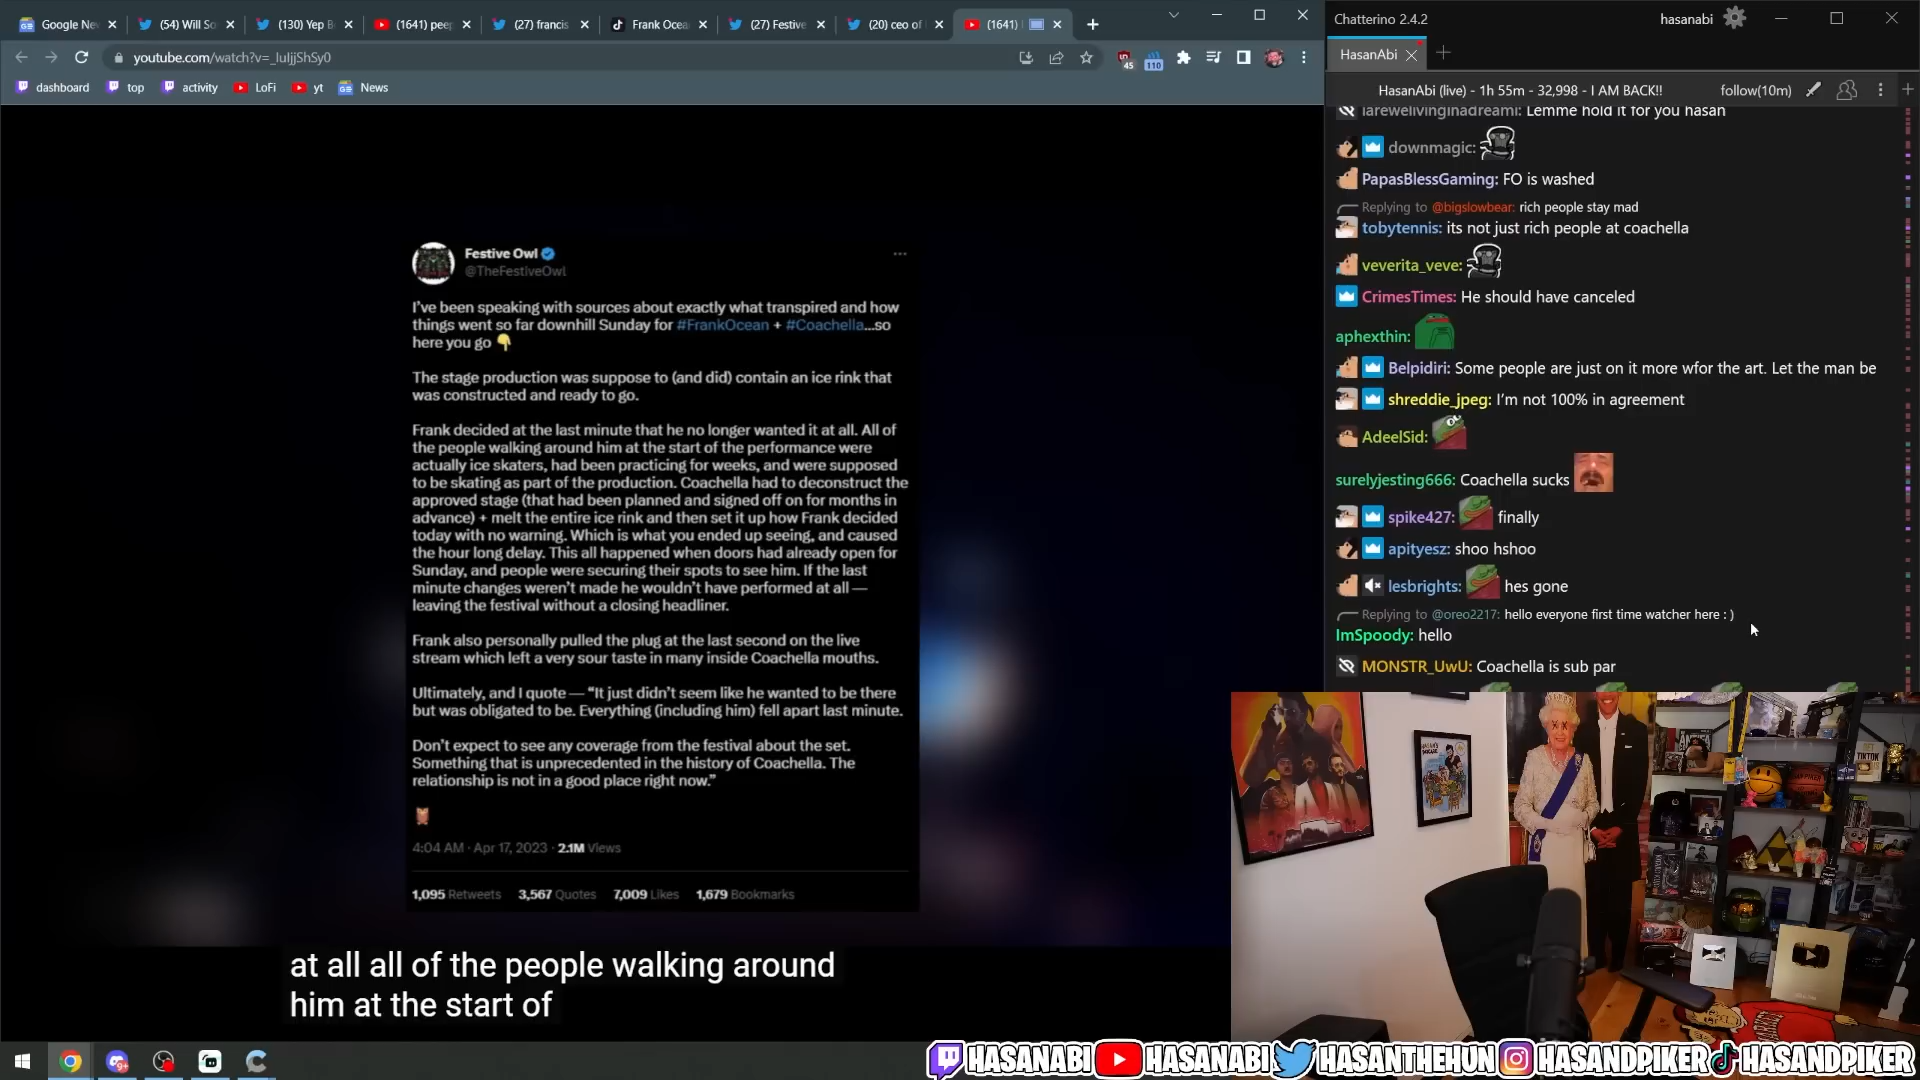 Google Ne
(54) Will So
(130) Yep B
(1641) peep
(27) francis
Frank Ocea
(27) Festive
(20) ceo of
(1641)
youtube.com/watch?v=_luIjjShSy0
45
110
dashboard
top
activity
LoFi
yt
News
Festive Owl
@TheFestiveOwl
I've been speaking with sources about exactly what transpired and how
things went so far downhill Sunday for #FrankOcean + #Coachella...so
here you go 👇
The stage production was suppose to (and did) contain an ice rink that
was constructed and ready to go.
Frank decided at the last minute that he no longer wanted it at all. All of
the people walking around him at the start of the performance were
actually ice skaters, had been practicing for weeks, and were supposed
to be skating as part of the production. Coachella had to deconstruct the
approved stage (that had been planned and signed off on for months in
advance) + melt the entire ice rink and then set it up how Frank decided
today with no warning. Which is what you ended up seeing, and caused
the hour long delay. This all happened when doors had already open for
Sunday, and people were securing their spots to see him. If the last
minute changes weren't made he wouldn't have performed at all —
leaving the festival without a closing headliner.
Frank also personally pulled the plug at the last second on the live
stream which left a very sour taste in many inside Coachella mouths.
Ultimately, and I quote — “It just didn't seem like he wanted to be there
but was obligated to be. Everything (including him) fell apart last minute.
Don't expect to see any coverage from the festival about the set.
Something that is unprecedented in the history of Coachella. The
relationship is not in a good place right now.”
4:04 AM · Apr 17, 2023 · 2.1M Views
1,095 Retweets 3,567 Quotes 7,009 Likes 1,679 Bookmarks
at all all of the people walking around
him at the start of
Chatterino 2.4.2
hasanabi
HasanAbi
HasanAbi (live) - 1h 55m - 32,998 - I AM BACK!!
follow(10m)
iarewelivinginadreami: Lemme hold it for you hasan
downmagic:
PapasBlessGaming: FO is washed
Replying to @bigslowbear: rich people stay mad
tobytennis: its not just rich people at coachella
veverita_veve:
CrimesTimes: He should have canceled
aphexthin:
Belpidiri: Some people are just on it more wfor the art. Let the man be
shreddie_jpeg: I'm not 100% in agreement
AdeelSid:
surelyjesting666: Coachella sucks
spike427: finally
apityesz: shoo hshoo
lesbrights: hes gone
Replying to @oreo2217: hello everyone first time watcher here : )
ImSpoody: hello
MONSTR_UwU: Coachella is sub par
HASANABI HASANABI HASANTHEHUN HASANDPIKER HASANDPIKER